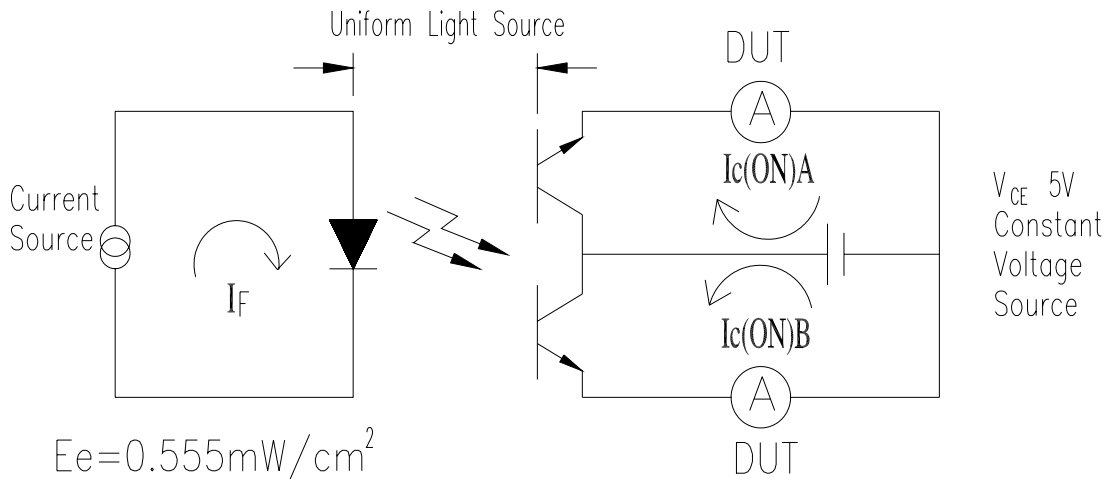 Uniform Light Source
DUT
A
Ic(ON)A
Current
Source
IF
VCE 5V
Constant
Voltage
Source
Ic(ON)B
A
DUT
Ee=0.555mW/cm²